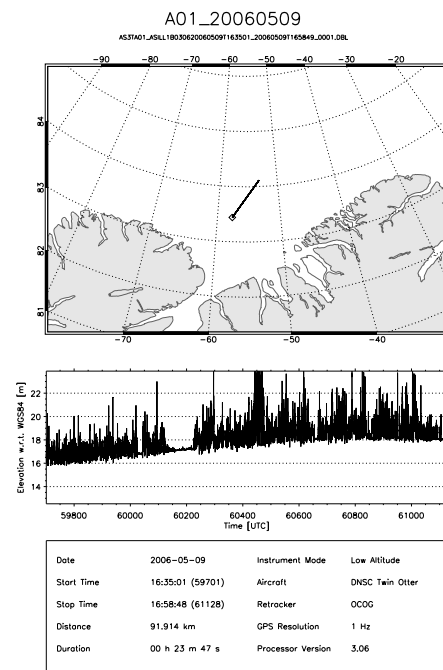 A01_20060509
AS3TA01_ASILL1B030620060509T163501_20060509T165849_0001.DBL
-90 -80 -70 -60 -50 -40 -30 -20 -10
84
83
82
81
-70 -60 -50 -40
Elevation w.r.t. WGS84 [m]
22
20
18
16
14
59800 60000 60200 60400 60600 60800 61000
Time [UTC]
Date 2006-05-09 Instrument Mode Low Altitude
Start Time 16:35:01 (59701) Aircraft DNSC Twin Otter
Stop Time 16:58:48 (61128) Retracker OCOG
Distance 91.914 km GPS Resolution 1 Hz
Duration 00 h 23 m 47 s Processor Version 3.06